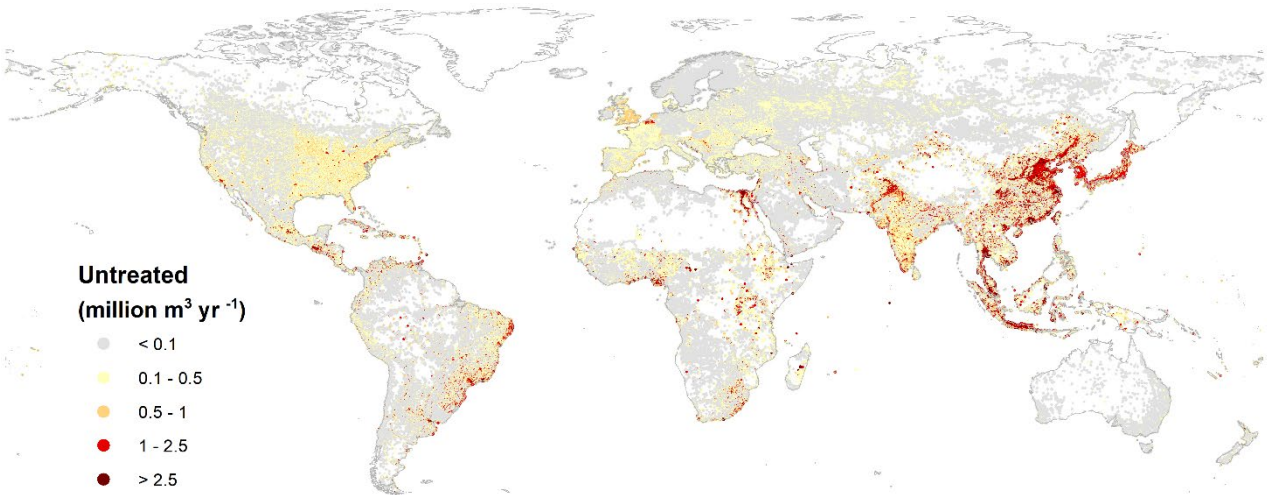 Untreated
(million m³ yr ⁻¹)
< 0.1
0.1 - 0.5
0.5 - 1
1 - 2.5
> 2.5